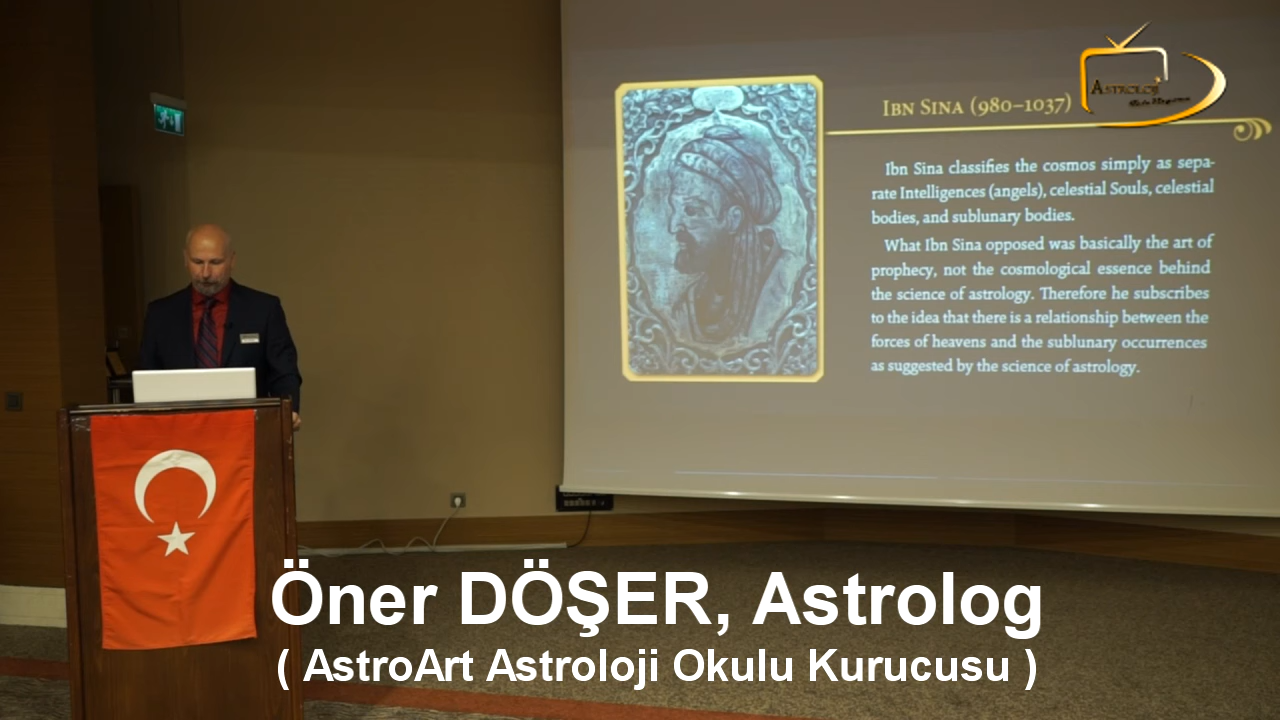 ASTROLOJİ
IBN SINA (980–1037)
Ibn Sina classifies the cosmos simply as sepa-
rate Intelligences (angels), celestial Souls, celestial
bodies, and sublunary bodies.
What Ibn Sina opposed was basically the art of
prophecy, not the cosmological essence behind
the science of astrology. Therefore he subscribes
to the idea that there is a relationship between the
forces of heavens and the sublunary occurrences
as suggested by the science of astrology.
Öner DÖŞER, Astrolog
( AstroArt Astroloji Okulu Kurucusu )